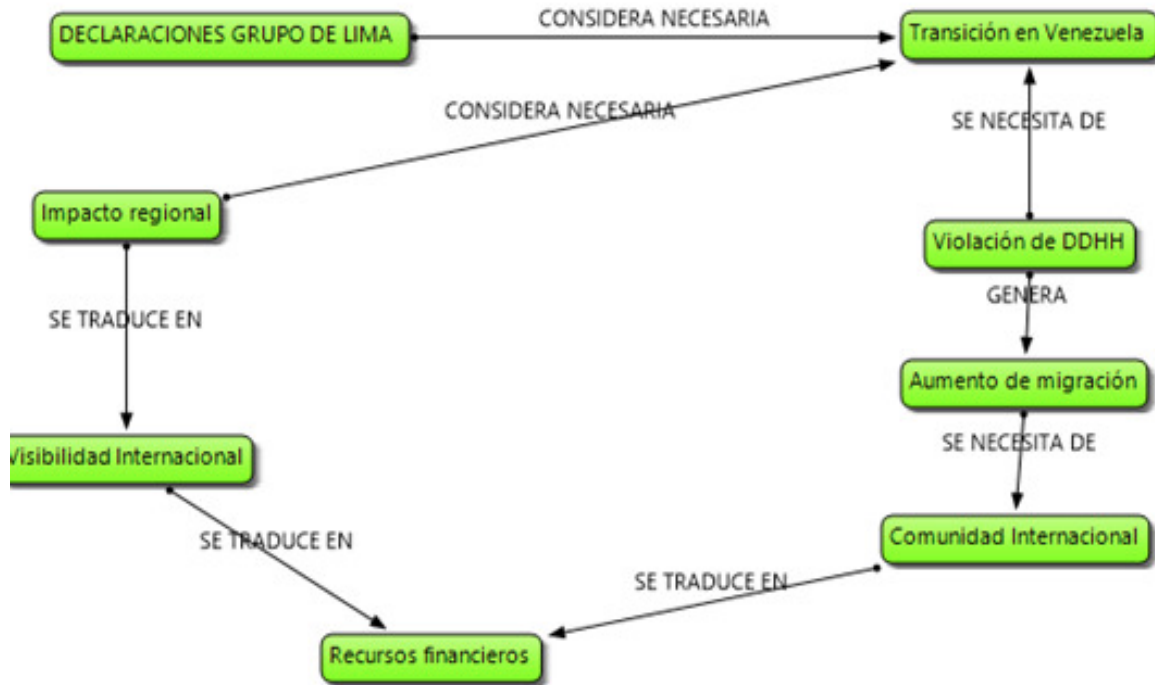 CONSIDERA NECESARIA
DECLARACIONES GRUPO DE LIMA
Transición en Venezuela
CONSIDERA NECESARIA
SE NECESITA DE
Impacto regional
Violación de DDHH
GENERA
SE TRADUCE EN
Aumento de migración
SE NECESITA DE
Visibilidad Internacional
Comunidad Internacional
SE TRADUCE EN
SE TRADUCE EN
Recursos financieros